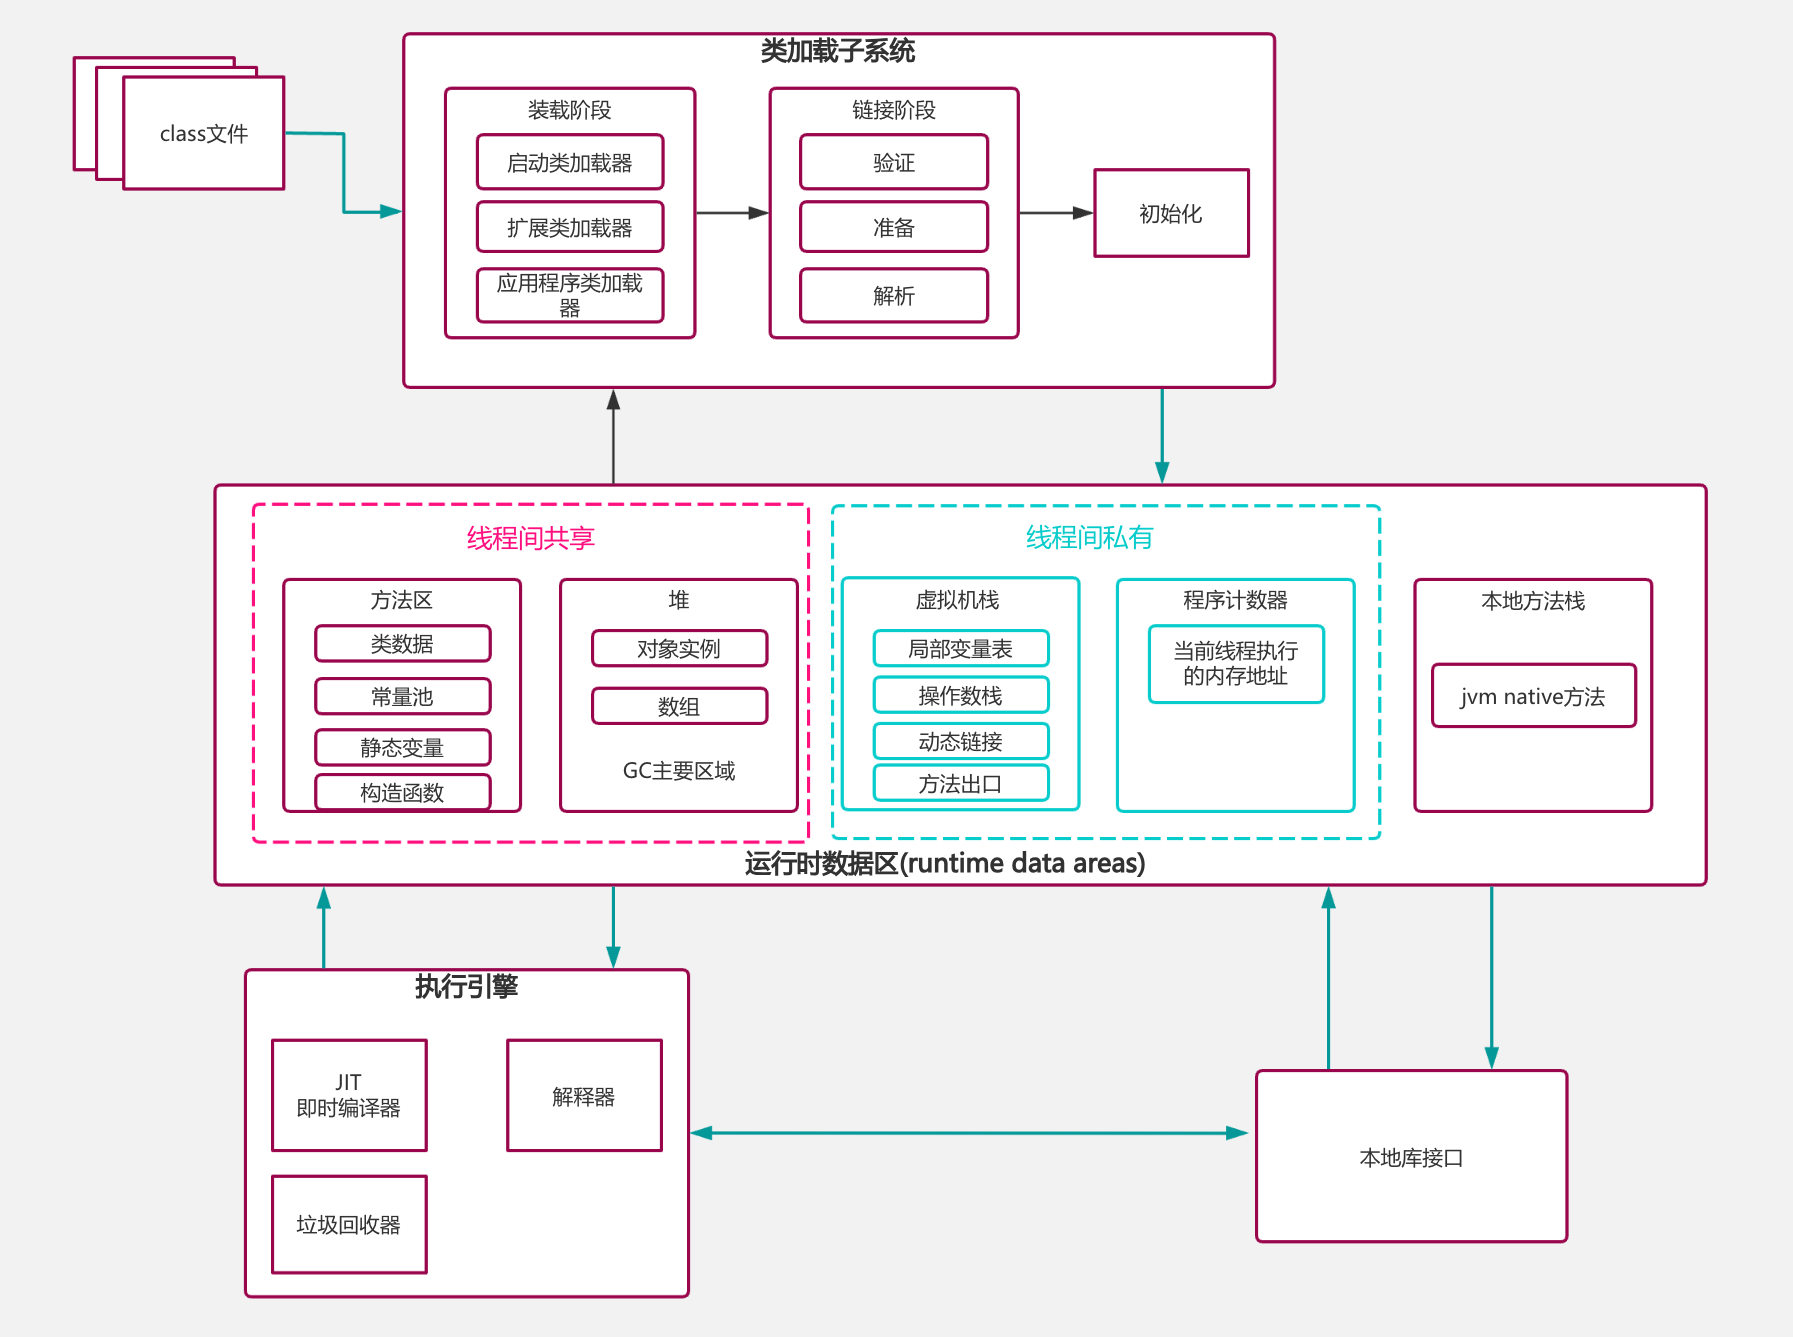 类加载子系统
class文件
装载阶段
启动类加载器
扩展类加载器
应用程序类加载
器
链接阶段
验证
准备
解析
初始化
线程间共享
方法区
类数据
常量池
静态变量
构造函数
堆
对象实例
数组
GC主要区域
线程间私有
虚拟机栈
局部变量表
操作数栈
动态链接
方法出口
程序计数器
当前线程执行
的内存地址
本地方法栈
jvm native方法
运行时数据区(runtime data areas)
执行引擎
JIT
即时编译器
解释器
垃圾回收器
本地库接口